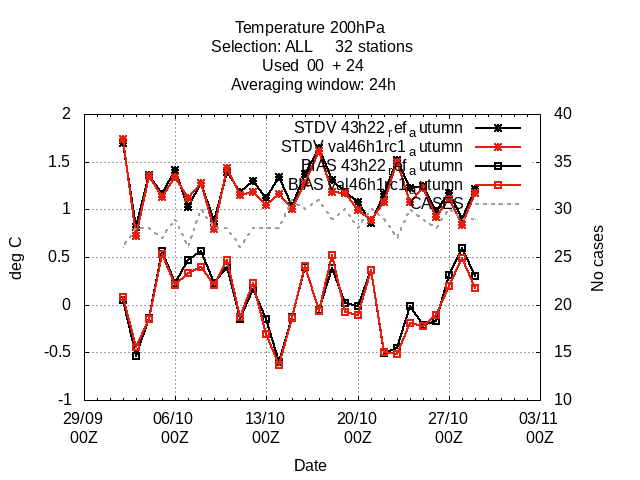 Temperature 200hPa
Selection: ALL 32 stations
Used 00 + 24
Averaging window: 24h
2
1.5
1
0.5
0
-0.5
-1
deg C
40
35
30
25
20
15
10
No cases
STDV 43h22_ref_autumn
STDV val46h1rc1_autumn
BIAS 43h22_ref_autumn
BIAS val46h1rc1_autumn
CASES
29/09 06/10 13/10 20/10 27/10 03/11
00Z 00Z 00Z 00Z 00Z 00Z
Date